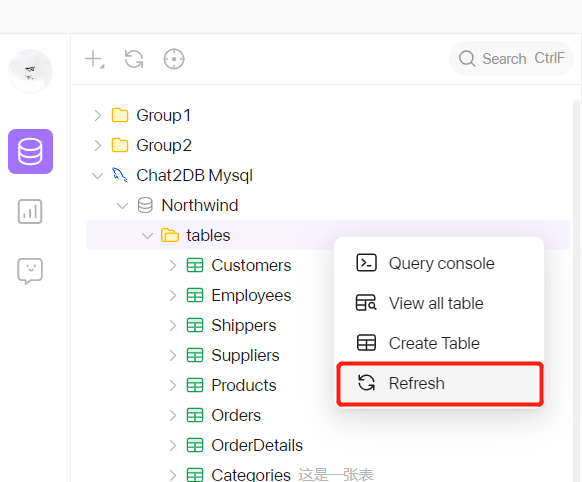 Search CtrlF
Group1
Group2
Chat2DB Mysql
Northwind
tables
Customers
Employees
Shippers
Suppliers
Products
Orders
OrderDetails
Categories 这是一张表
Query console
View all table
Create Table
Refresh